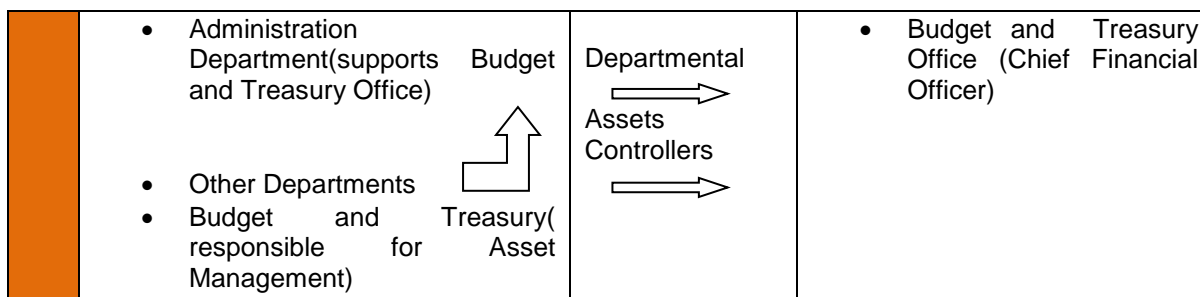 • Administration
Department(supports Budget
and Treasury Office)
• Other Departments
• Budget and Treasury(
responsible for Asset
Management)
Departmental
Assets
Controllers
• Budget and Treasury
Office (Chief Financial
Officer)